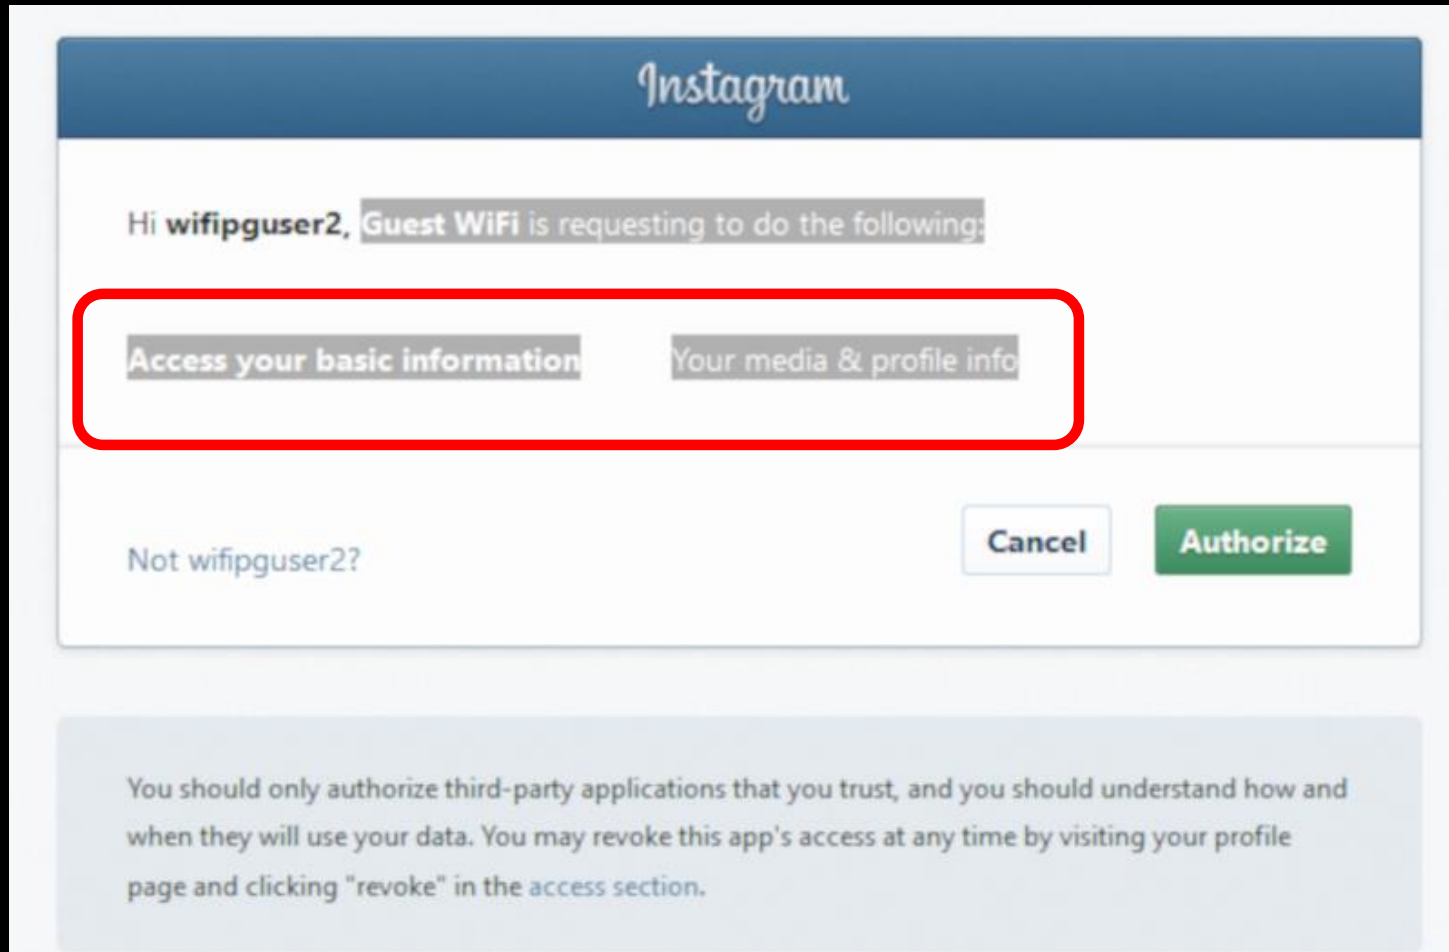 Instagram
Hi wifipguser2, Guest WiFi is requesting to do the following:
Access your basic information Your media & profile info
Not wifipguser2? Cancel Authorize
You should only authorize third-party applications that you trust, and you should understand how and
when they will use your data. You may revoke this app's access at any time by visiting your profile
page and clicking "revoke" in the access section.